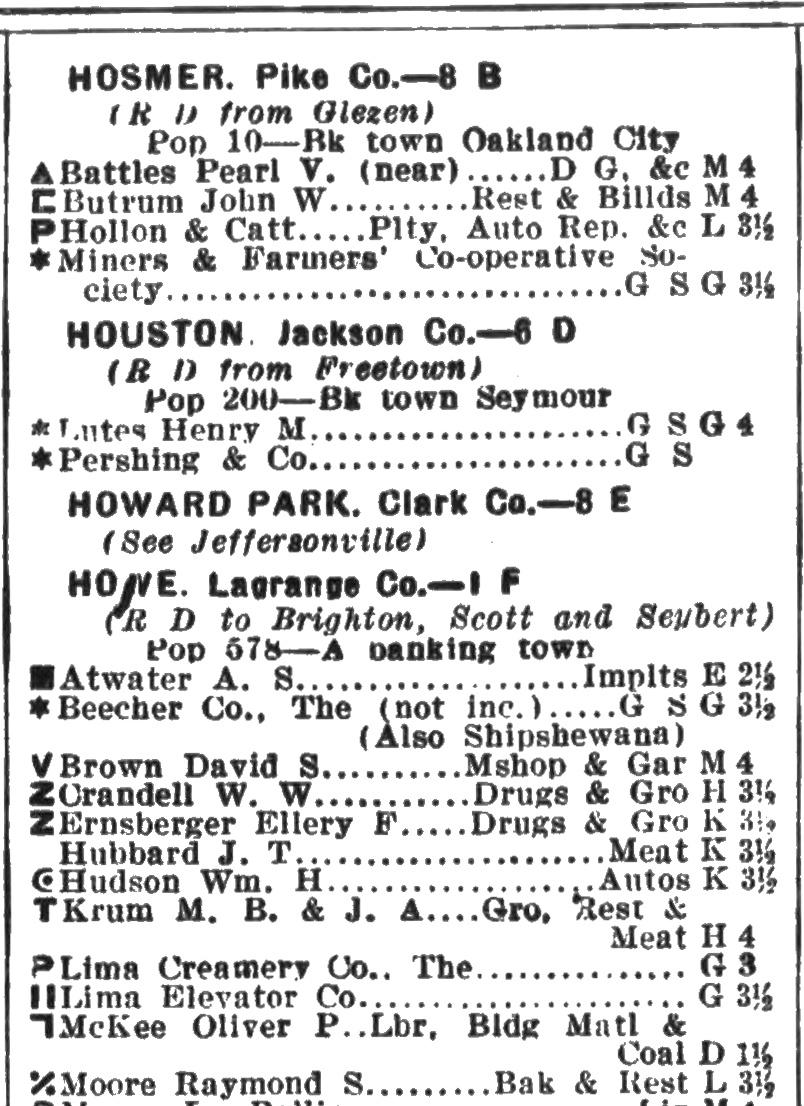 HOSMER. Pike Co.—8 B
(R D from Glezen)
Pop 10—Bk town Oakland City
▲Battles Pearl V. (near)......D G, &c M 4
⊏Butrum John W..........Rest & Billds M 4
PHollon & Catt.....Plty, Auto Rep. &c L 3½
*Miners & Farmers' Co-operative So-
ciety.................................G S G 3½
HOUSTON. Jackson Co.—6 D
(R D from Freetown)
Pop 200—Bk town Seymour
*Lutes Henry M.......................G S G 4
*Pershing & Co.......................G S
HOWARD PARK. Clark Co.—8 E
(See Jeffersonville)
HOWE. Lagrange Co.—1 F
(R D to Brighton, Scott and Seybert)
Pop 578—A banking town
■Atwater A. S.....................Implts E 2½
*Beecher Co., The (not inc.).....G S G 3½
(Also Shipshewana)
VBrown David S..........Mshop & Gar M 4
ZCrandell W. W............Drugs & Gro H 3½
ZErnsberger Ellery F.....Drugs & Gro K 3½
Hubbard J. T.......................Meat K 3½
CHudson Wm. H....................Autos K 3½
TKrum M. B. & J. A....Gro, Rest &
Meat H 4
PLima Creamery Co., The............... G 3
IILima Elevator Co....................... G 3½
ꓶMcKee Oliver P..Lbr, Bldg Matl &
Coal D 1½
٪Moore Raymond S.........Bak & Rest L 3½